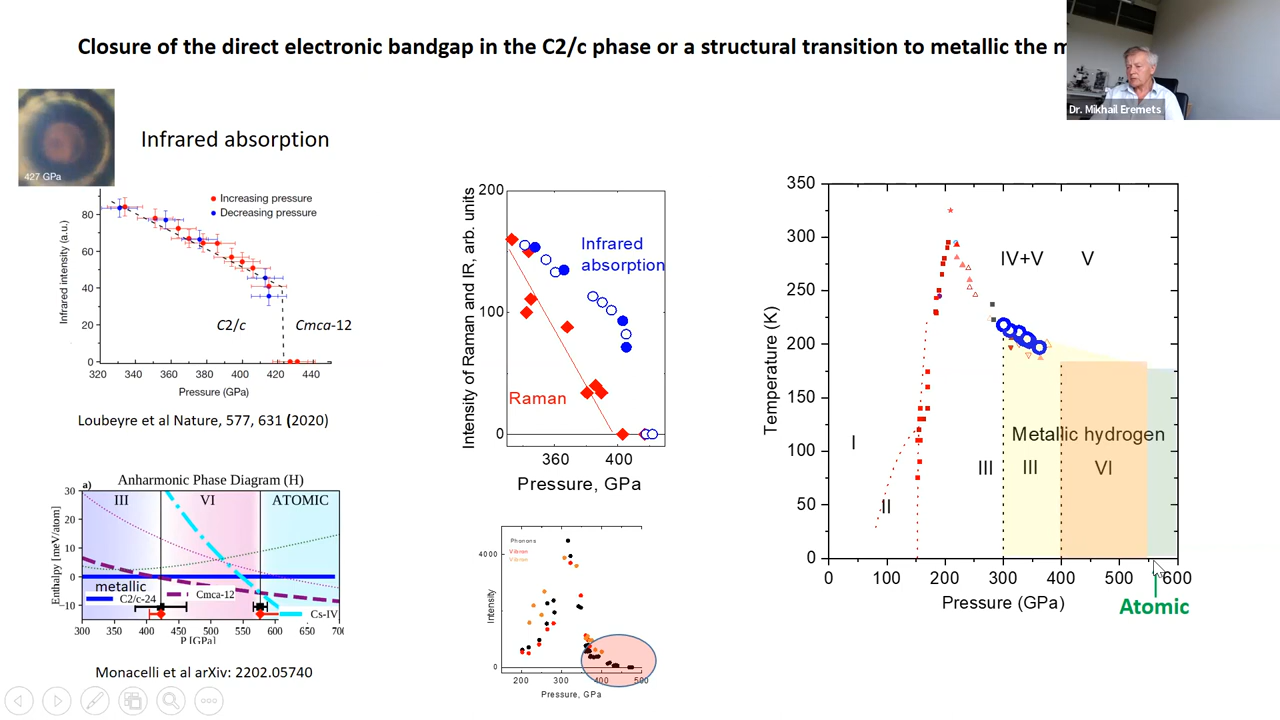 Closure of the direct electronic bandgap in the C2/c phase or a structural transition to metallic the m
Dr. Mikhail Eremets
427 GPa
Infrared absorption
Infrared intensity (a.u.)
80
60
40
20
0
Increasing pressure
Decreasing pressure
C2/c
Cmca-12
320 340 360 380 400 420 440
Pressure (GPa)
Loubeyre et al Nature, 577, 631 (2020)
Anharmonic Phase Diagram (H)
a)
III VI ATOMIC
Enthalpy [meV/atom]
30
20
10
0
−10
metallic
C2/c-24
Cmca-12
Cs-IV
300 350 400 450 500 550 600 650 700
P [GPa]
Monacelli et al arXiv: 2202.05740
Intensity of Raman and IR, arb. units
200
100
0
Infrared
absorption
Raman
360 400
Pressure, GPa
Intensity
4000
0
Phonons
Vibron
Vibron
200 300 400 500
Pressure, GPa
Temperature (K)
350
300
250
200
150
100
50
0
IV+V V
I
II
III
Metallic hydrogen
III
VI
0 100 200 300 400 500 600
Pressure (GPa)
Atomic